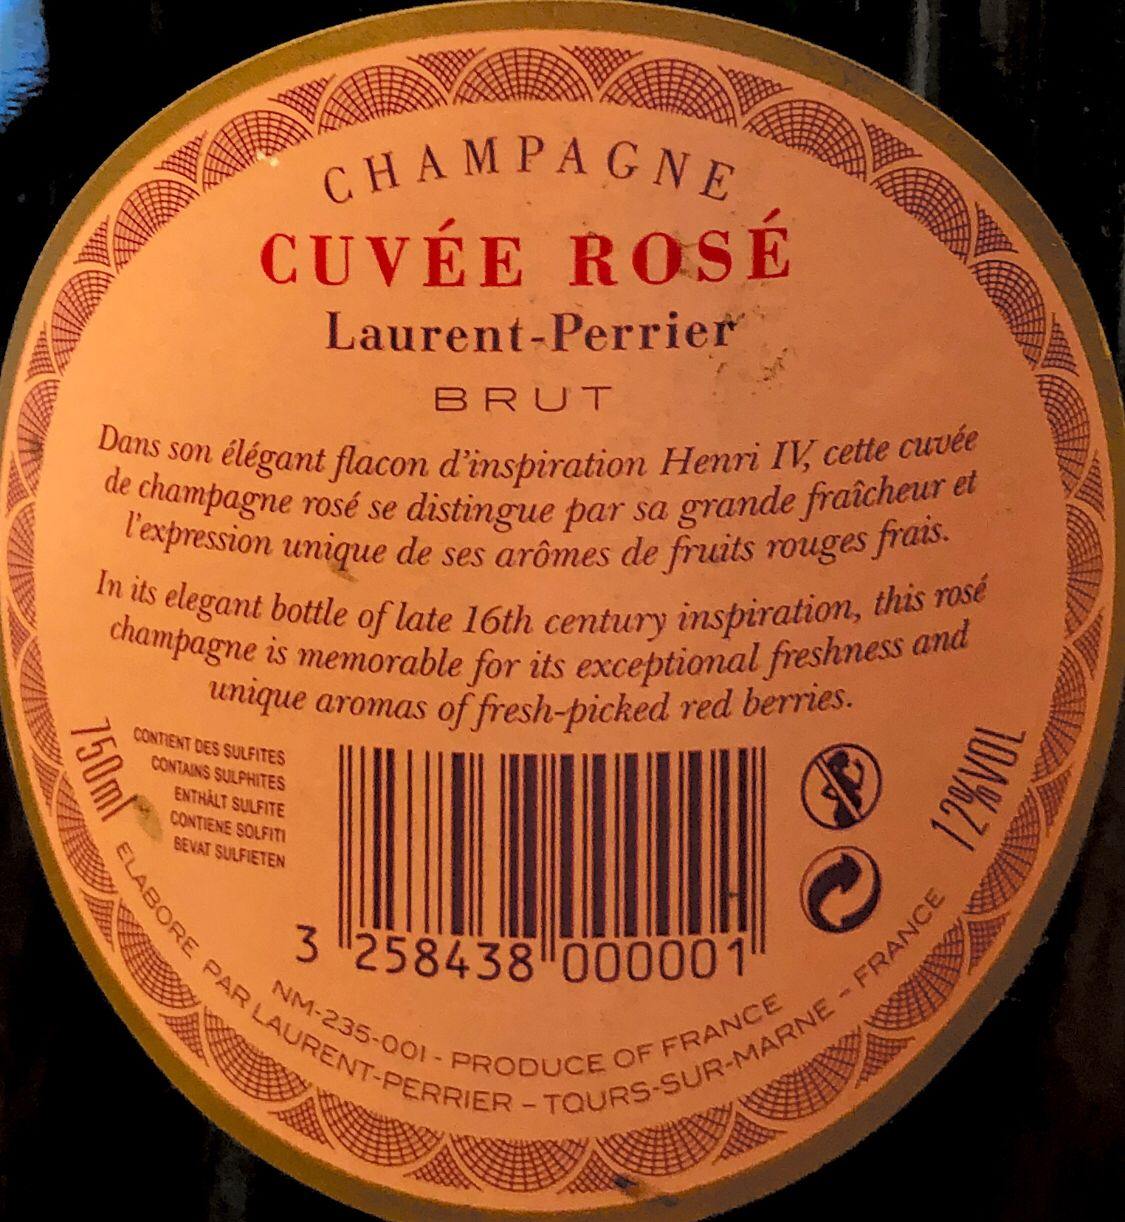 CHAMPAGNE
CUVÉE ROSÉ
Laurent-Perrier
BRUT
Dans son élégant flacon d'inspiration Henri IV, cette cuvée
de champagne rosé se distingue par sa grande fraîcheur et
l'expression unique de ses arômes de fruits rouges frais.
In its elegant bottle of late 16th century inspiration, this rosé
champagne is memorable for its exceptional freshness and
unique aromas of fresh-picked red berries.
750ml
CONTIENT DES SULFITES
CONTAINS SULPHITES
ENTHÄLT SULFITE
CONTIENE SOLFITI
BEVAT SULFIETEN
12%VOL
3 258438 000001
NM-235-001 - PRODUCE OF FRANCE
ELABORE PAR LAURENT-PERRIER - TOURS-SUR-MARNE - FRANCE